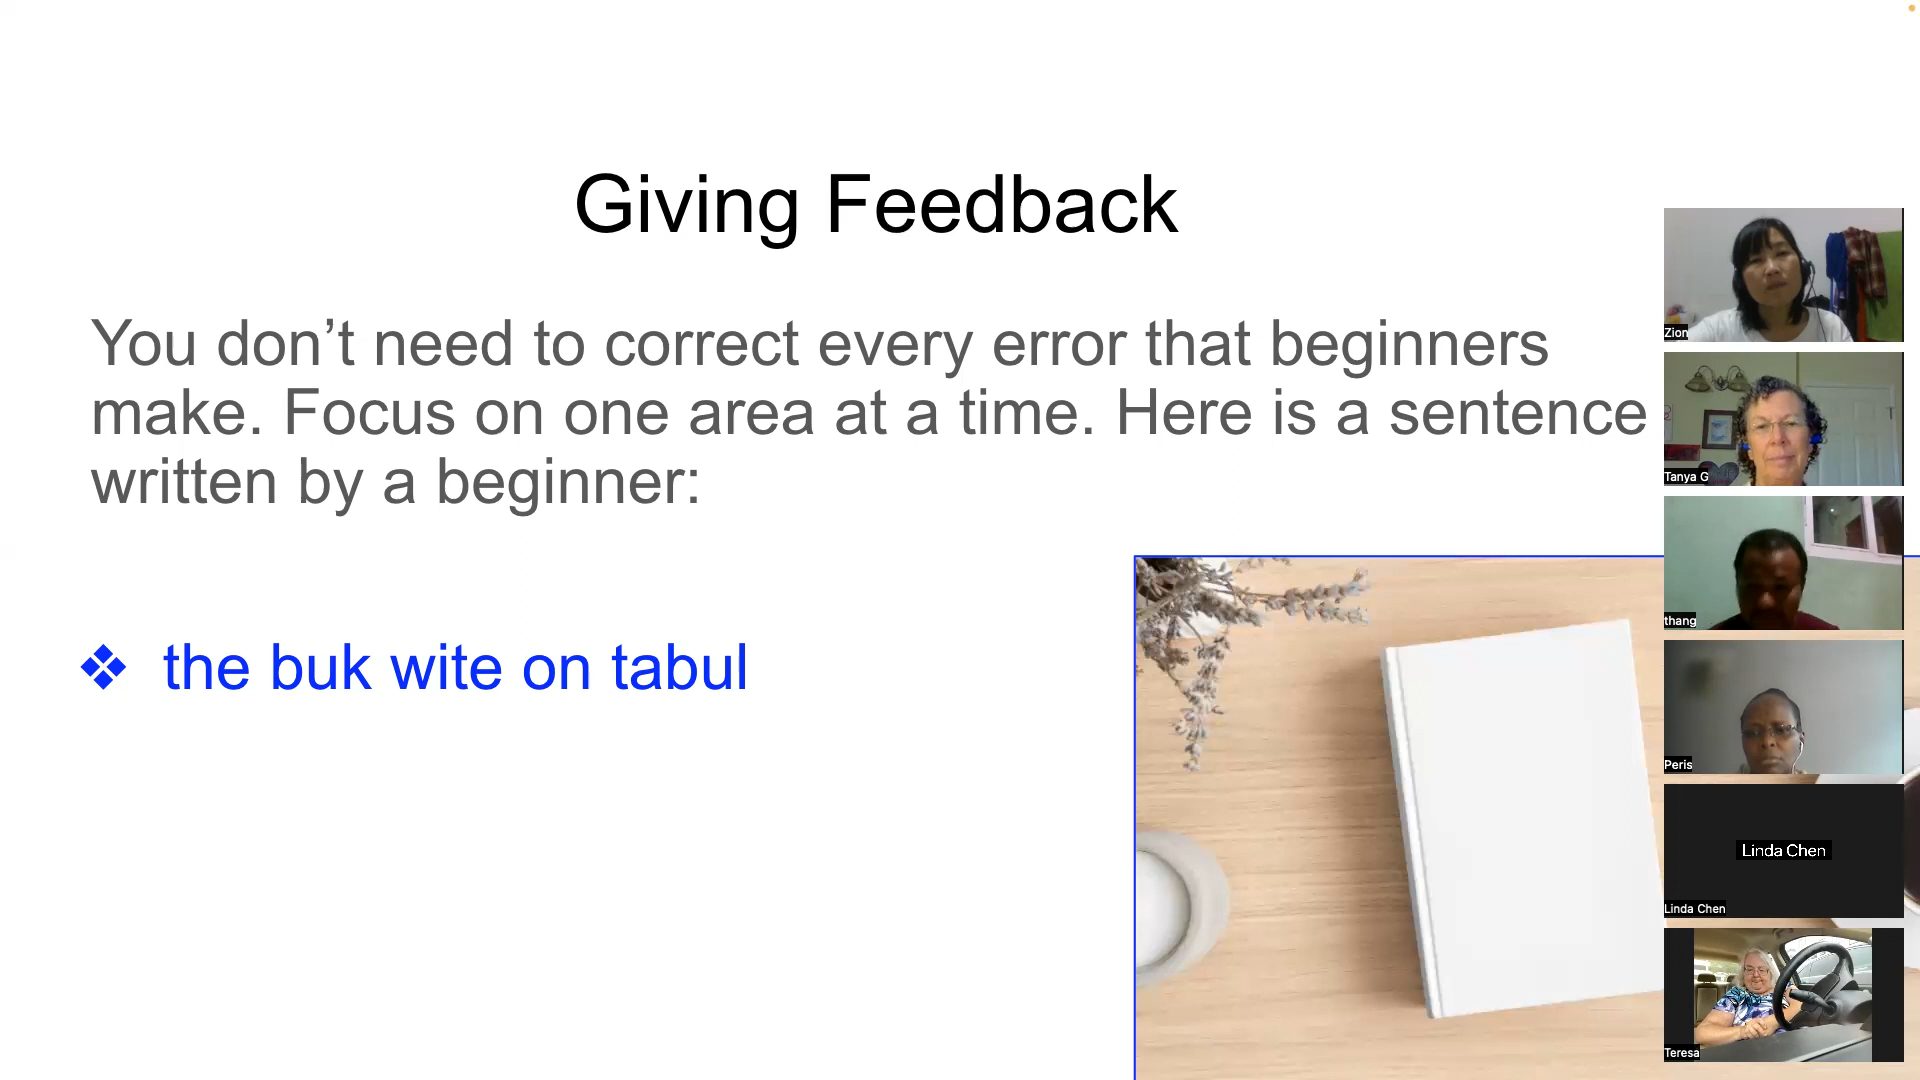 Giving Feedback
You don’t need to correct every error that beginners
make. Focus on one area at a time. Here is a sentence
written by a beginner:
❖ the buk wite on tabul
Zion
Tanya G
thang
Peris
Linda Chen
Linda Chen
Teresa